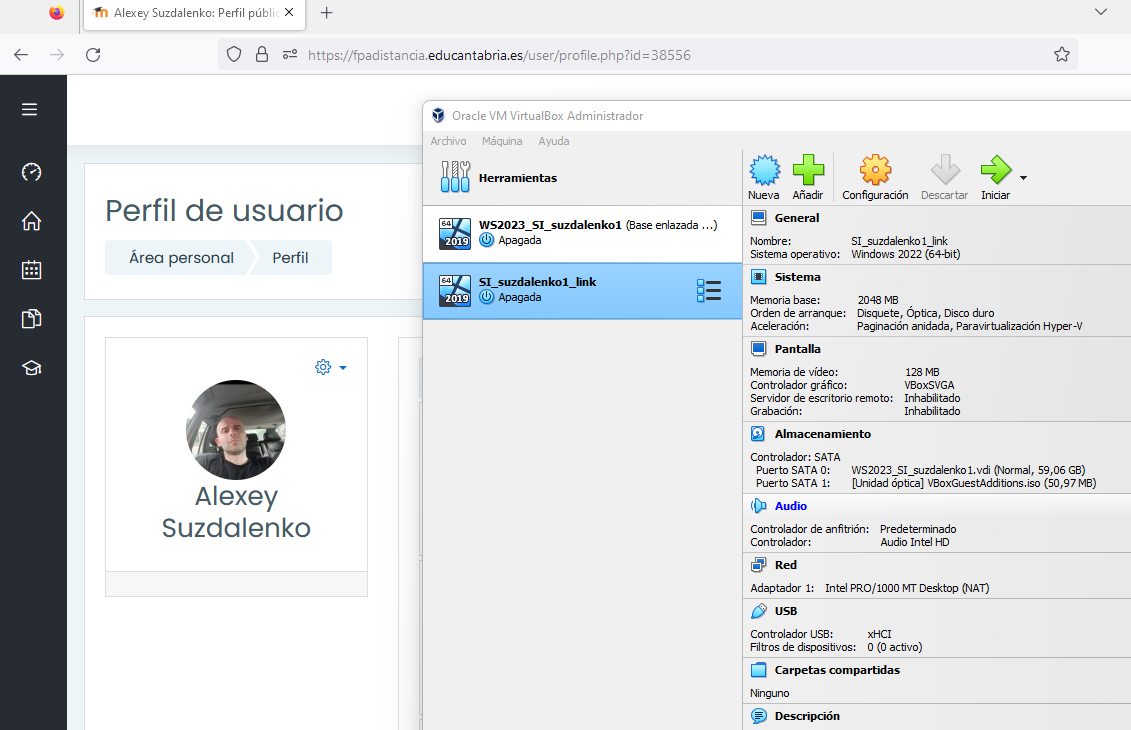 Alexey Suzdalenko: Perfil públic
https://fpadistancia.educantabria.es/user/profile.php?id=38556
Perfil de usuario
Área personal
Perfil
Alexey
Suzdalenko
Oracle VM VirtualBox Administrador
Archivo Máquina Ayuda
Herramientas
Nueva Añadir Configuración Descartar Iniciar
64
2019
WS2023_SI_suzdalenko1 (Base enlazada ...)
Apagada
64
2019
SI_suzdalenko1_link
Apagada
General
Nombre: SI_suzdalenko1_link
Sistema operativo: Windows 2022 (64-bit)
Sistema
Memoria base: 2048 MB
Orden de arranque: Disquete, Óptica, Disco duro
Aceleración: Paginación anidada, Paravirtualización Hyper-V
Pantalla
Memoria de vídeo: 128 MB
Controlador gráfico: VBoxSVGA
Servidor de escritorio remoto: Inhabilitado
Grabación: Inhabilitado
Almacenamiento
Controlador: SATA
Puerto SATA 0: WS2023_SI_suzdalenko1.vdi (Normal, 59,06 GB)
Puerto SATA 1: [Unidad óptica] VBoxGuestAdditions.iso (50,97 MB)
Audio
Controlador de anfitrión: Predeterminado
Controlador: Audio Intel HD
Red
Adaptador 1: Intel PRO/1000 MT Desktop (NAT)
USB
Controlador USB: xHCI
Filtros de dispositivos: 0 (0 activo)
Carpetas compartidas
Ninguno
Descripción